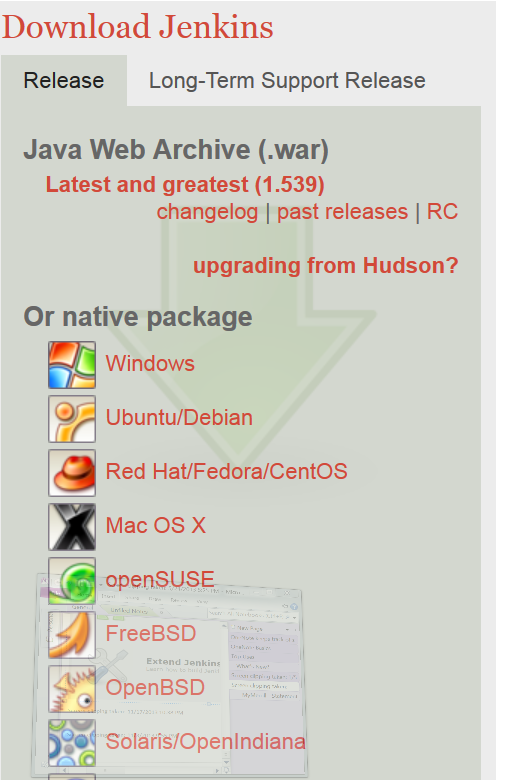 Download Jenkins
Release
Long-Term Support Release
Java Web Archive (.war)
Latest and greatest (1.539)
changelog | past releases | RC
upgrading from Hudson?
Or native package
Windows
Ubuntu/Debian
Red Hat/Fedora/CentOS
Mac OS X
openSUSE
FreeBSD
Extend Jenkins
OpenBSD
Solaris/OpenIndiana